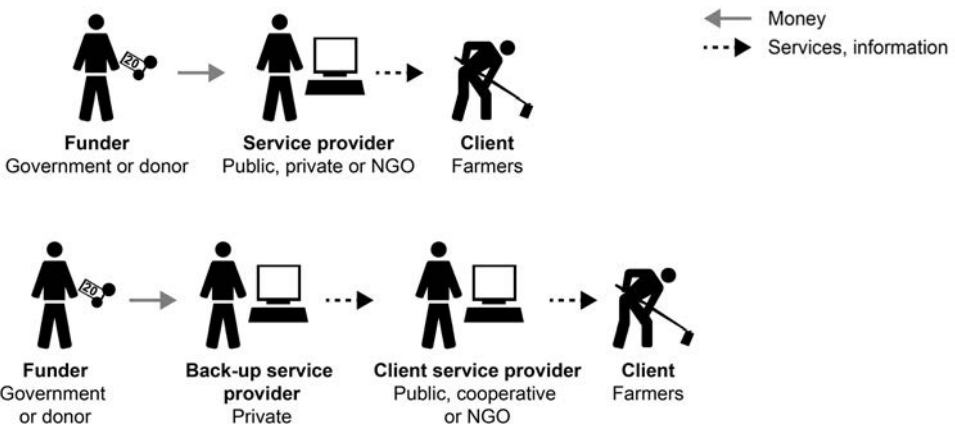 Money
Services, information
20
Funder
Government or donor
Service provider
Public, private or NGO
Client
Farmers
20
Funder
Government
or donor
Back-up service
provider
Private
Client service provider
Public, cooperative
or NGO
Client
Farmers